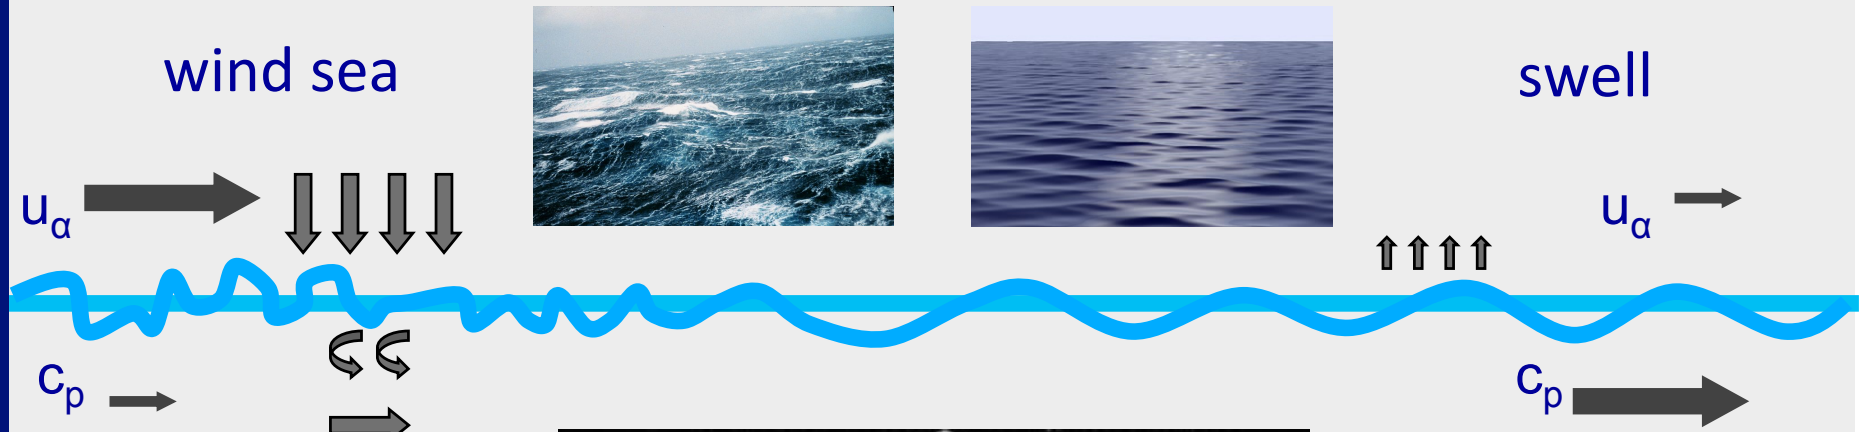 wind sea
swell
uα
uα
cp
cp